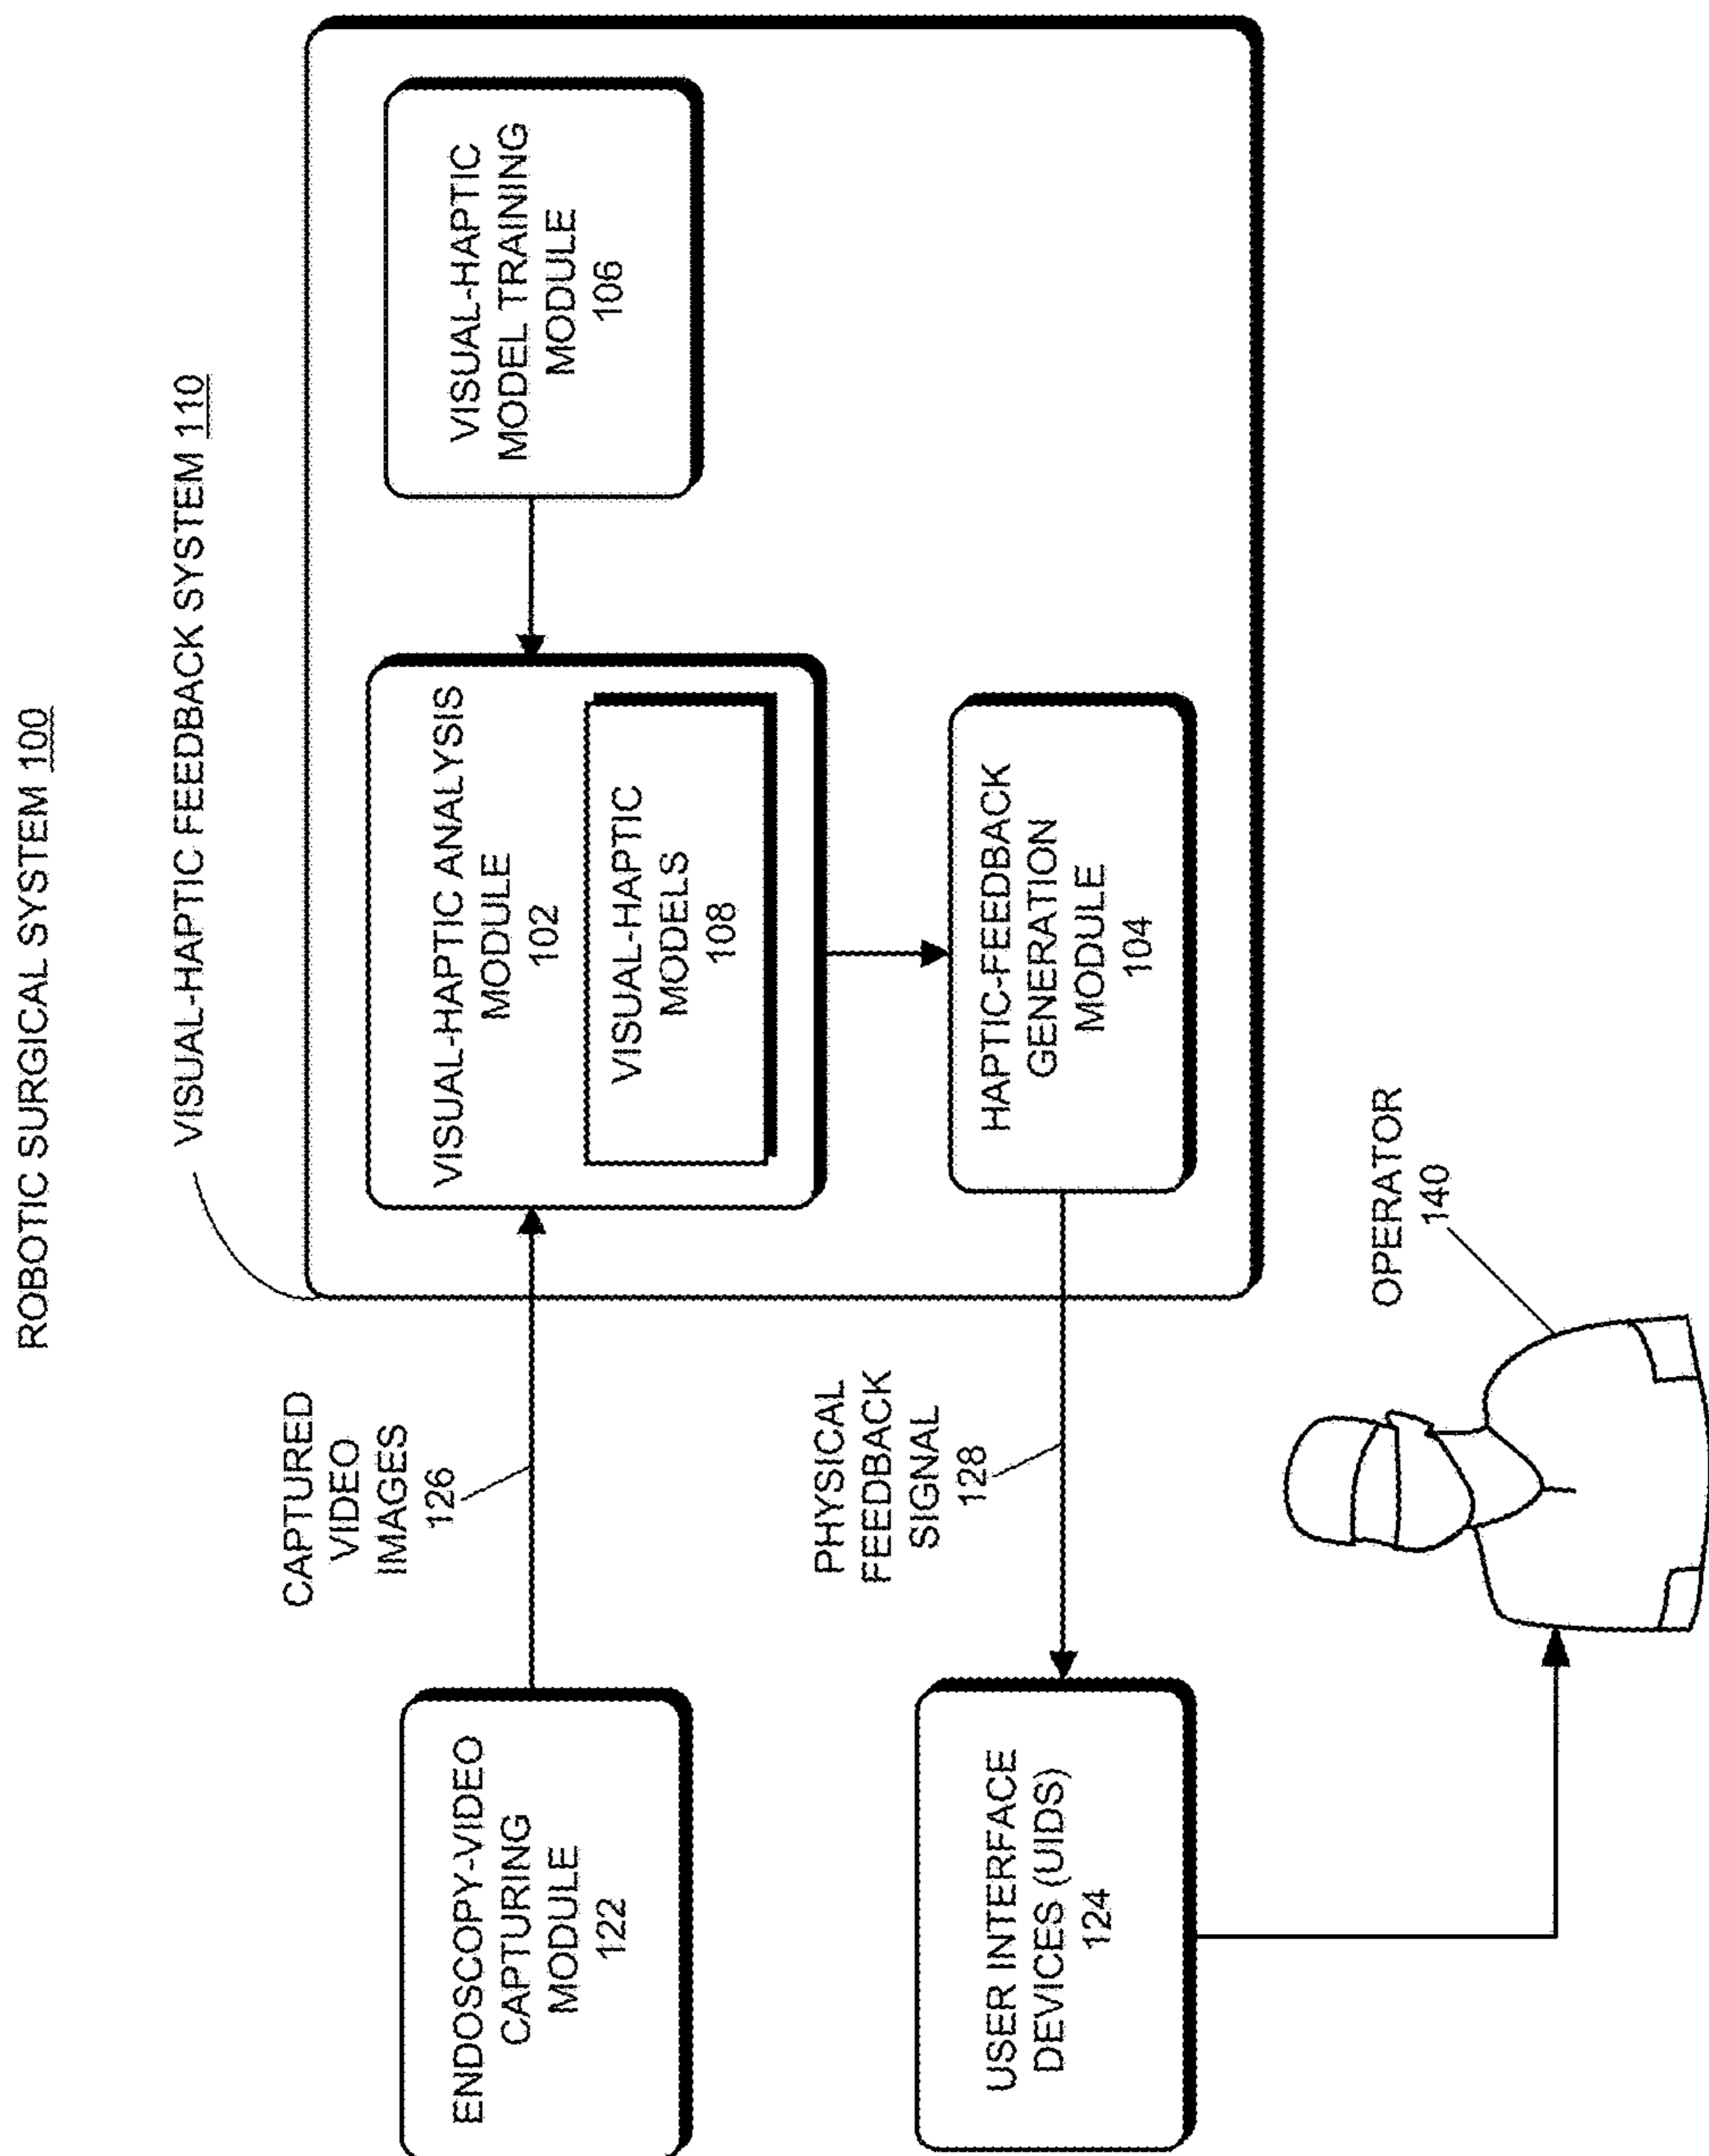 ROBOTIC SURGICAL SYSTEM 100
VISUAL-HAPTIC FEEDBACK SYSTEM 110
ENDOSCOPY-VIDEO
CAPTURING
MODULE
122
CAPTURED
VIDEO
IMAGES
126
VISUAL-HAPTIC ANALYSIS
MODULE
102
VISUAL-HAPTIC
MODELS
108
VISUAL-HAPTIC
MODEL TRAINING
MODULE
106
USER INTERFACE
DEVICES (UIDS)
124
PHYSICAL
FEEDBACK
SIGNAL
128
HAPTIC-FEEDBACK
GENERATION
MODULE
104
OPERATOR
140